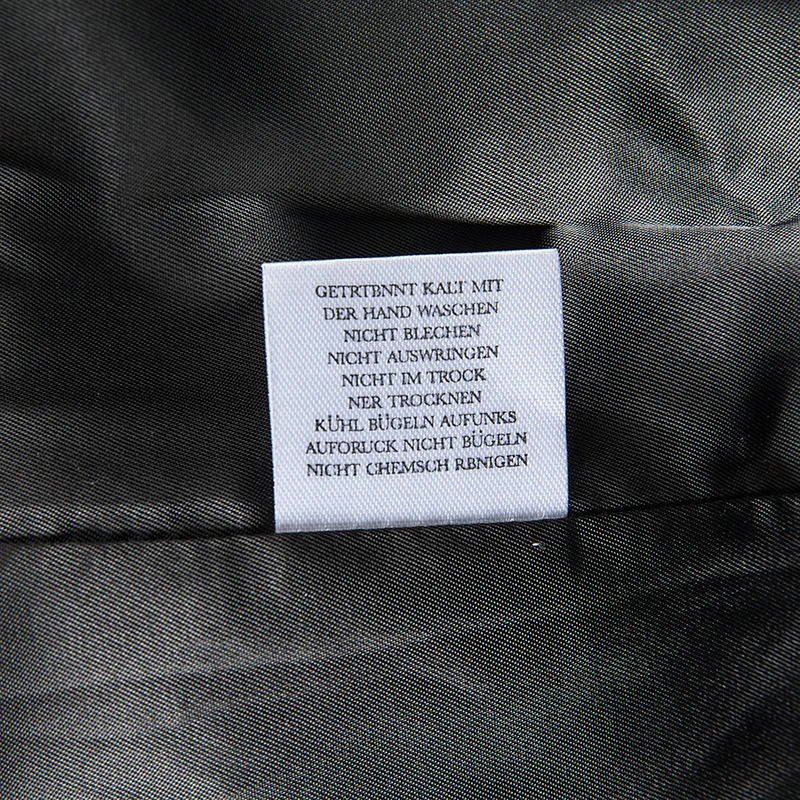 GETRTBNNT KALT MIT
DER HAND WASCHEN
NICHT BLECHEN
NICHT AUSWRINGEN
NICHT IM TROCK
NER TROCKNEN
KÜHL BÜGELN AUFUNKS
AUFORUCK NICHT BÜGELN
NICHT CHEMSCH RBNIGEN